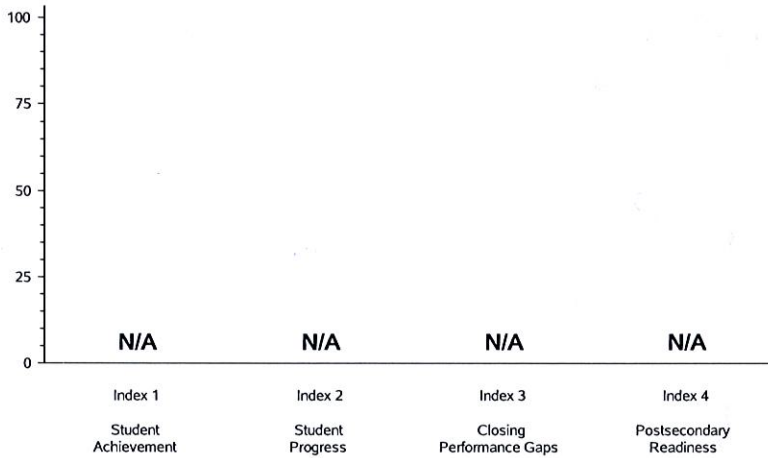 100
75
50
25
0
N/A N/A N/A N/A
Index 1 Index 2 Index 3 Index 4
Student Student Closing Postsecondary
Achievement Progress Performance Gaps Readiness